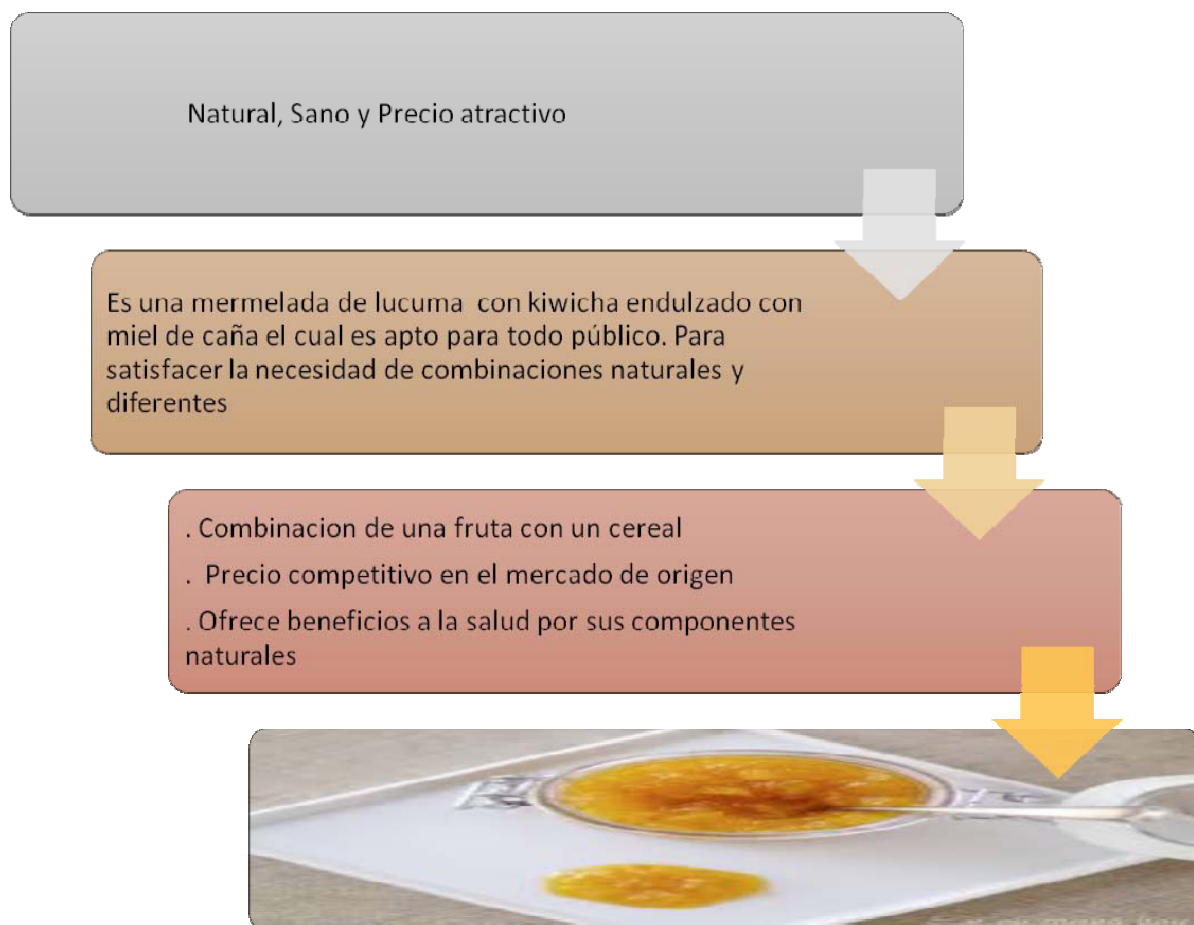 Natural, Sano y Precio atractivo
Es una mermelada de lucuma con kiwicha endulzado con
miel de caña el cual es apto para todo público. Para
satisfacer la necesidad de combinaciones naturales y
diferentes
. Combinacion de una fruta con un cereal
. Precio competitivo en el mercado de origen
. Ofrece beneficios a la salud por sus componentes
naturales